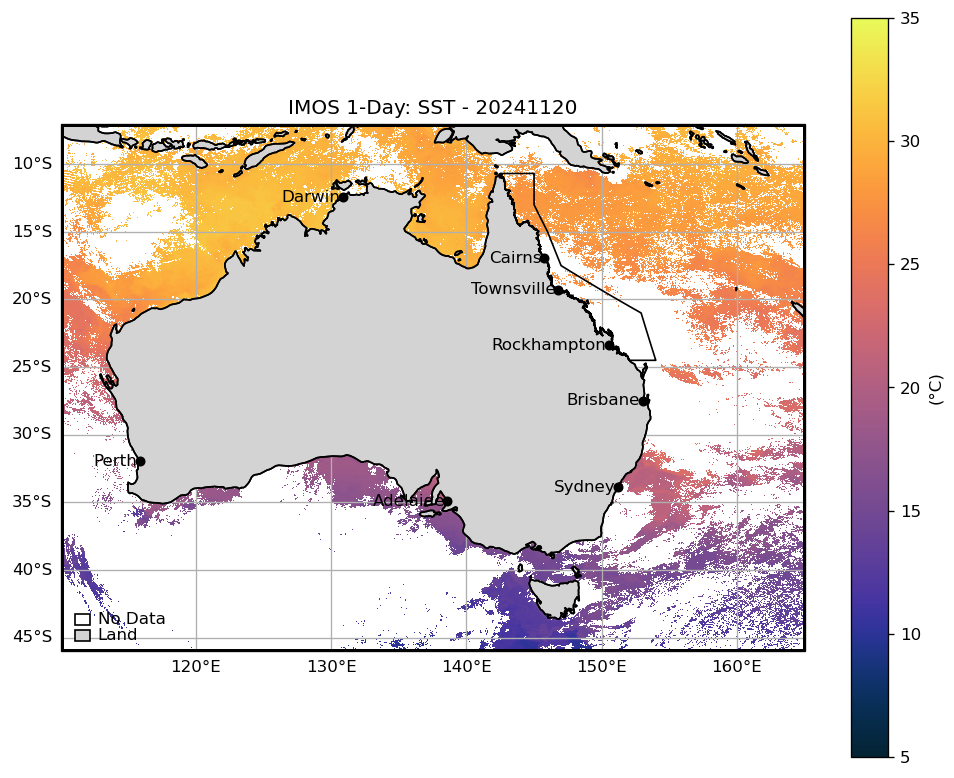 IMOS 1-Day: SST - 20241120
35
30
25
20
15
10
5
(°C)
10°S
15°S
20°S
25°S
30°S
35°S
40°S
45°S
Darwin
Cairns
Townsville
Rockhampton
Brisbane
Perth
Sydney
Adelaide
No Data
Land
120°E 130°E 140°E 150°E 160°E